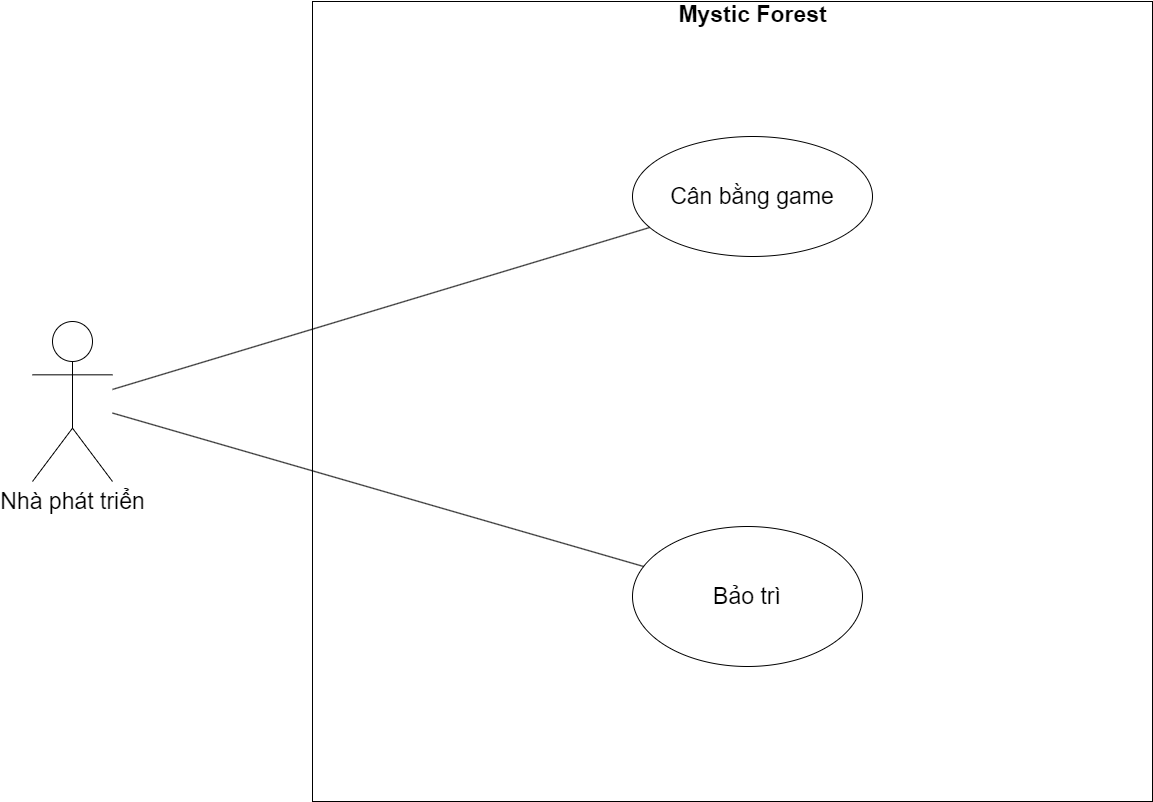 Mystic Forest
Cân bằng game
Nhà phát triển
Bảo trì